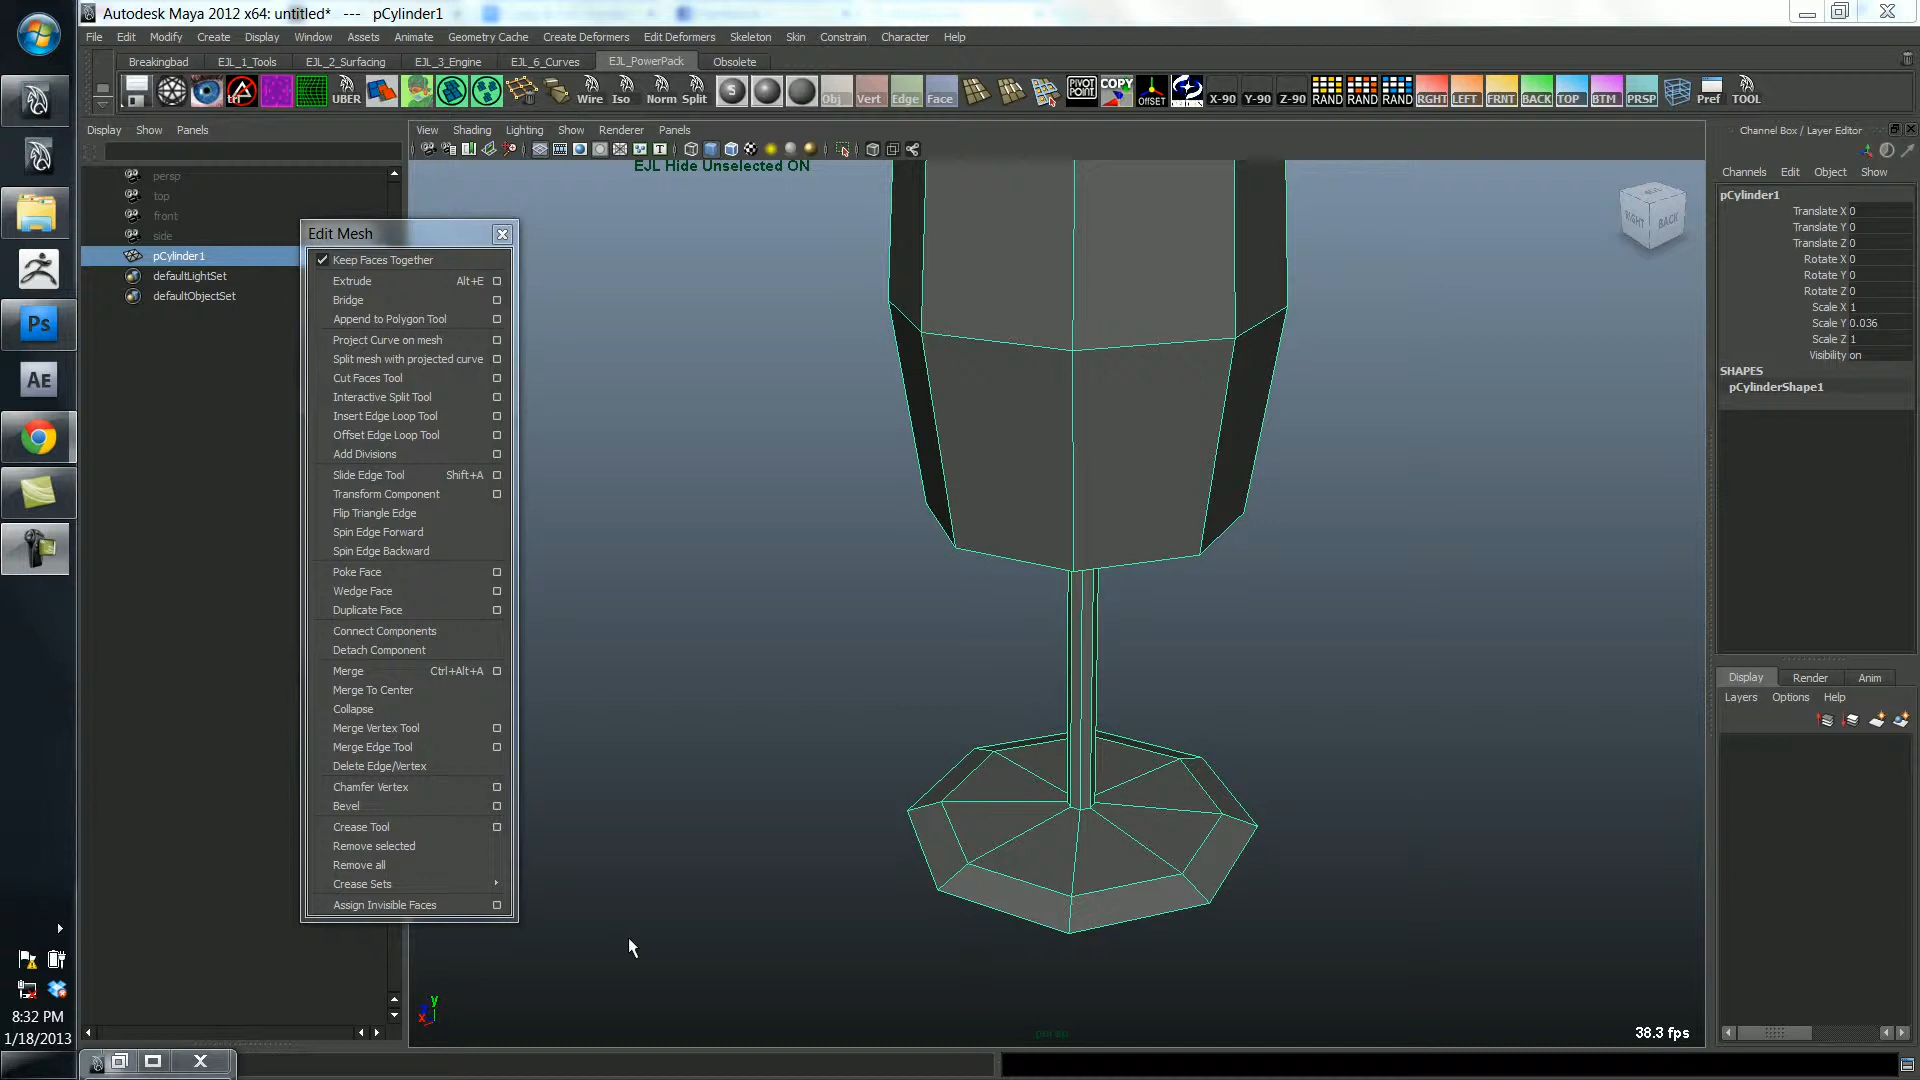 Autodesk Maya 2012 x64: untitled* --- pCylinder1
File Edit Modify Create Display Window Assets Animate Geometry Cache Create Deformers Edit Deformers Skeleton Skin Constrain Character Help
Breakingbad EJL_1_Tools EJL_2_Surfacing EJL_3_Engine EJL_6_Curves EJL_PowerPack Obsolete
tri UBER Wire Iso Norm Split S Obj Vert Edge Face PIVOT POINT COPY OFFSET X-90 Y-90 Z-90 RAND RAND RAND RGHT LEFT FRNT BACK TOP BTM PRSP Pref TOOL
Display Show Panels
View Shading Lighting Show Renderer Panels
Channel Box / Layer Editor
EJL Hide Unselected ON
Channels Edit Object Show
persp
top
front
side
pCylinder1
defaultLightSet
defaultObjectSet
Edit Mesh
Keep Faces Together
Extrude Alt+E
Bridge
Append to Polygon Tool
Project Curve on mesh
Split mesh with projected curve
Cut Faces Tool
Interactive Split Tool
Insert Edge Loop Tool
Offset Edge Loop Tool
Add Divisions
Slide Edge Tool Shift+A
Transform Component
Flip Triangle Edge
Spin Edge Forward
Spin Edge Backward
Poke Face
Wedge Face
Duplicate Face
Connect Components
Detach Component
Merge Ctrl+Alt+A
Merge To Center
Collapse
Merge Vertex Tool
Merge Edge Tool
Delete Edge/Vertex
Chamfer Vertex
Bevel
Crease Tool
Remove selected
Remove all
Crease Sets
Assign Invisible Faces
RIGHT BACK
pCylinder1
Translate X 0
Translate Y 0
Translate Z 0
Rotate X 0
Rotate Y 0
Rotate Z 0
Scale X 1
Scale Y 0.036
Scale Z 1
Visibility on
SHAPES
pCylinderShape1
Display Render Anim
Layers Options Help
Ps
AE
y
x
persp
38.3 fps
8:32 PM
1/18/2013